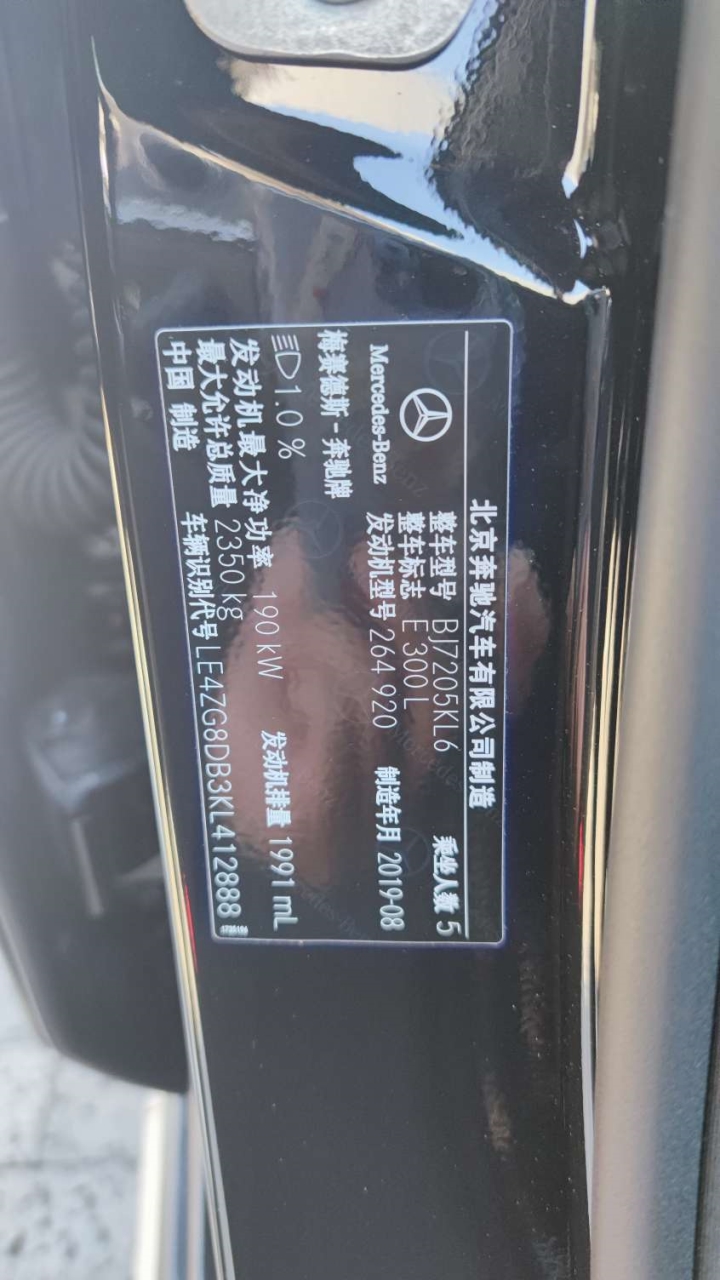 北京奔驰汽车有限公司制造
整车型号 BJ7205KL6 乘坐人数 5
整车标志 E 300 L
Mercedes-Benz 发动机型号 264 920 制造年月 2019-08
梅赛德斯-奔驰牌
1.0 % 发动机排量 1991 mL
发动机最大净功率 190 kW
最大允许总质量 2350 kg
中国 制造 车辆识别代号 LE4ZG8DB3KL412888